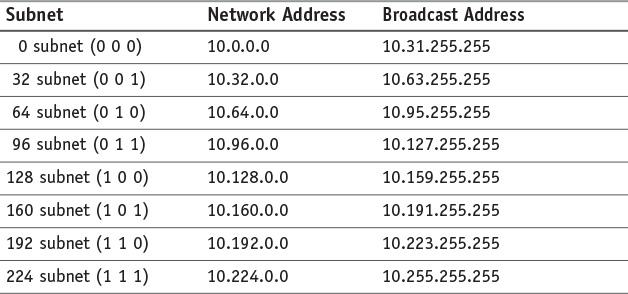 Subnet Network Address Broadcast Address
0 subnet (0 0 0) 10.0.0.0 10.31.255.255
32 subnet (0 0 1) 10.32.0.0 10.63.255.255
64 subnet (0 1 0) 10.64.0.0 10.95.255.255
96 subnet (0 1 1) 10.96.0.0 10.127.255.255
128 subnet (1 0 0) 10.128.0.0 10.159.255.255
160 subnet (1 0 1) 10.160.0.0 10.191.255.255
192 subnet (1 1 0) 10.192.0.0 10.223.255.255
224 subnet (1 1 1) 10.224.0.0 10.255.255.255